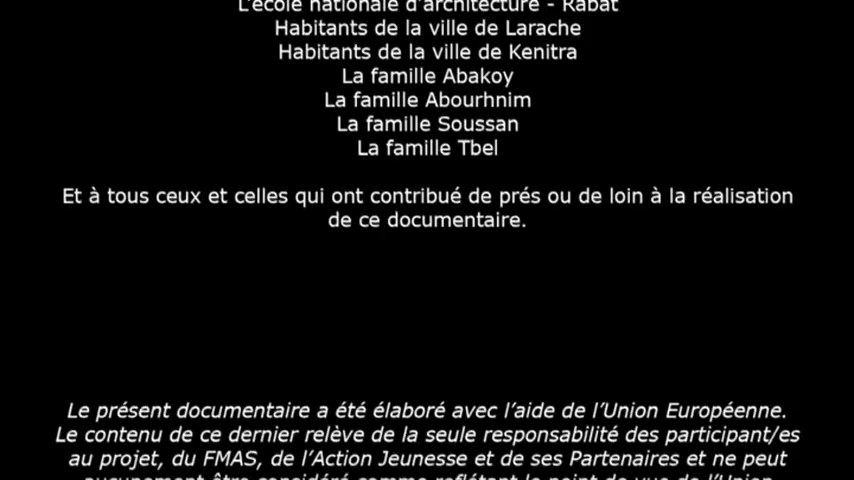 L'école nationale d'architecture - Rabat
Habitants de la ville de Larache
Habitants de la ville de Kenitra
La famille Abakoy
La famille Abourhnim
La famille Soussan
La famille Tbel
Et à tous ceux et celles qui ont contribué de prés ou de loin à la réalisation
de ce documentaire.
Le présent documentaire a été élaboré avec l'aide de l'Union Européenne.
Le contenu de ce dernier relève de la seule responsabilité des participant/es
au projet, du FMAS, de l'Action Jeunesse et de ses Partenaires et ne peut
aucunement être considéré comme reflétant le point de vue de l'Union